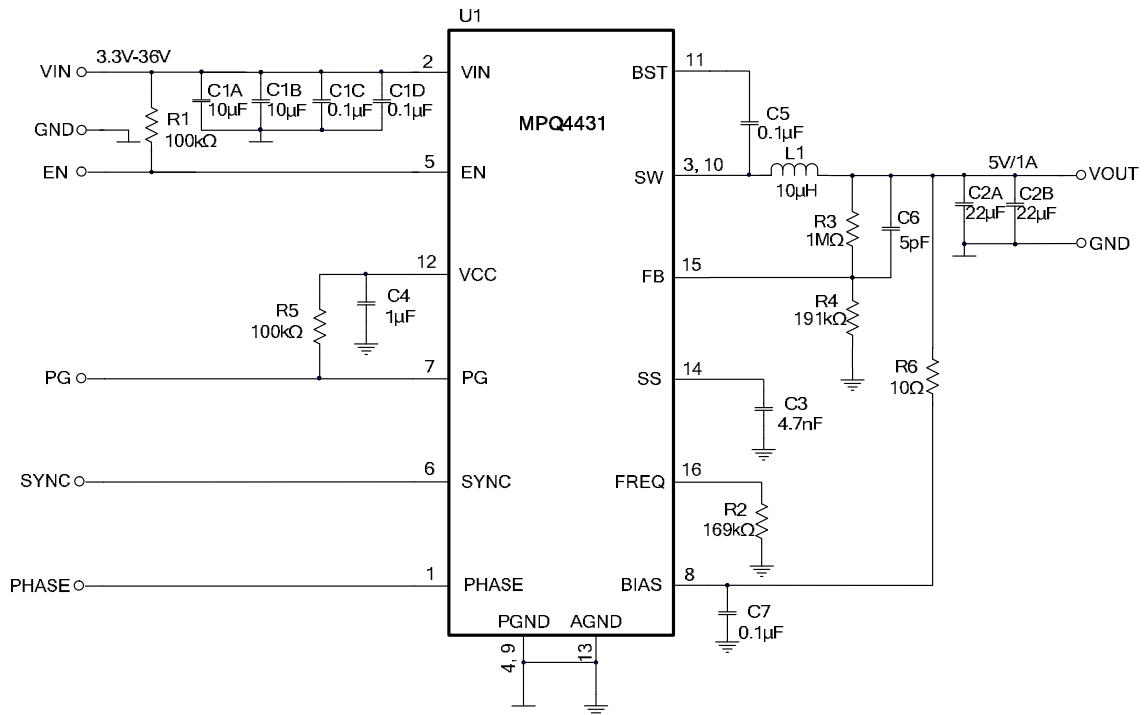 U1
3.3V-36V
VIN
GND
EN
R1
100kΩ
C1A
10µF
C1B
10µF
C1C
0.1µF
C1D
0.1µF
2
VIN
5
EN
MPQ4431
BST
11
C5
0.1µF
SW
3, 10
L1
10µH
5V/1A
VOUT
C2A
22µF
C2B
22µF
GND
R3
1MΩ
C6
5pF
FB
15
R4
191kΩ
12
VCC
R5
100kΩ
C4
1µF
PG
7
PG
SS
14
C3
4.7nF
R6
10Ω
SYNC
6
SYNC
FREQ
16
R2
169kΩ
PHASE
1
PHASE
BIAS
8
C7
0.1µF
PGND
AGND
4, 9
13